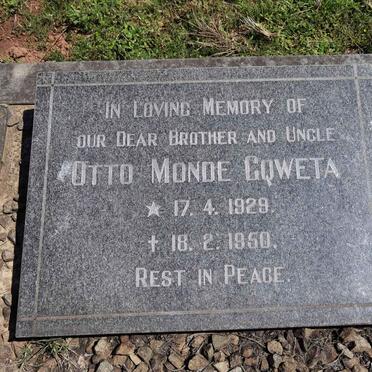 IN LOVING MEMORY OF
OUR DEAR BROTHER AND UNCLE
OTTO MONDE GQWETA
★ 17. 4. 1929.
✝ 18. 2. 1950.
REST IN PEACE.